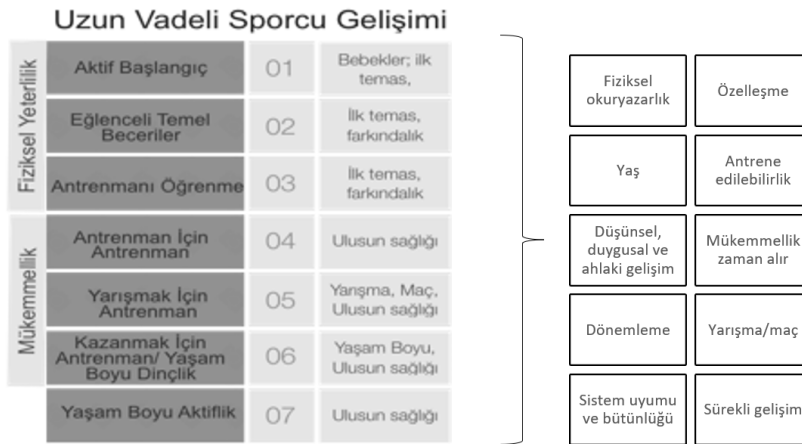 Uzun Vadeli Sporcu Gelişimi
Fiziksel Yeterlilik
Aktif Başlangıç
01
Bebekler; ilk
temas,
Eğlenceli Temel
Beceriler
02
İlk temas,
farkındalık
Antrenmanı Öğrenme
03
İlk temas,
farkındalık
Mükemmellik
Antrenman İçin
Antrenman
04
Ulusun sağlığı
Yarışmak İçin
Antrenman
05
Yarışma, Maç,
Ulusun sağlığı
Kazanmak İçin
Antrenman/ Yaşam
Boyu Dinçlik
06
Yaşam Boyu,
Ulusun sağlığı
Yaşam Boyu Aktiflik
07
Ulusun sağlığı
Fiziksel
okuryazarlık
Özelleşme
Yaş
Antrene
edilebilirlik
Düşünsel,
duygusal ve
ahlaki gelişim
Mükemmellik
zaman alır
Dönemleme
Yarışma/maç
Sistem uyumu
ve bütünlüğü
Sürekli gelişim